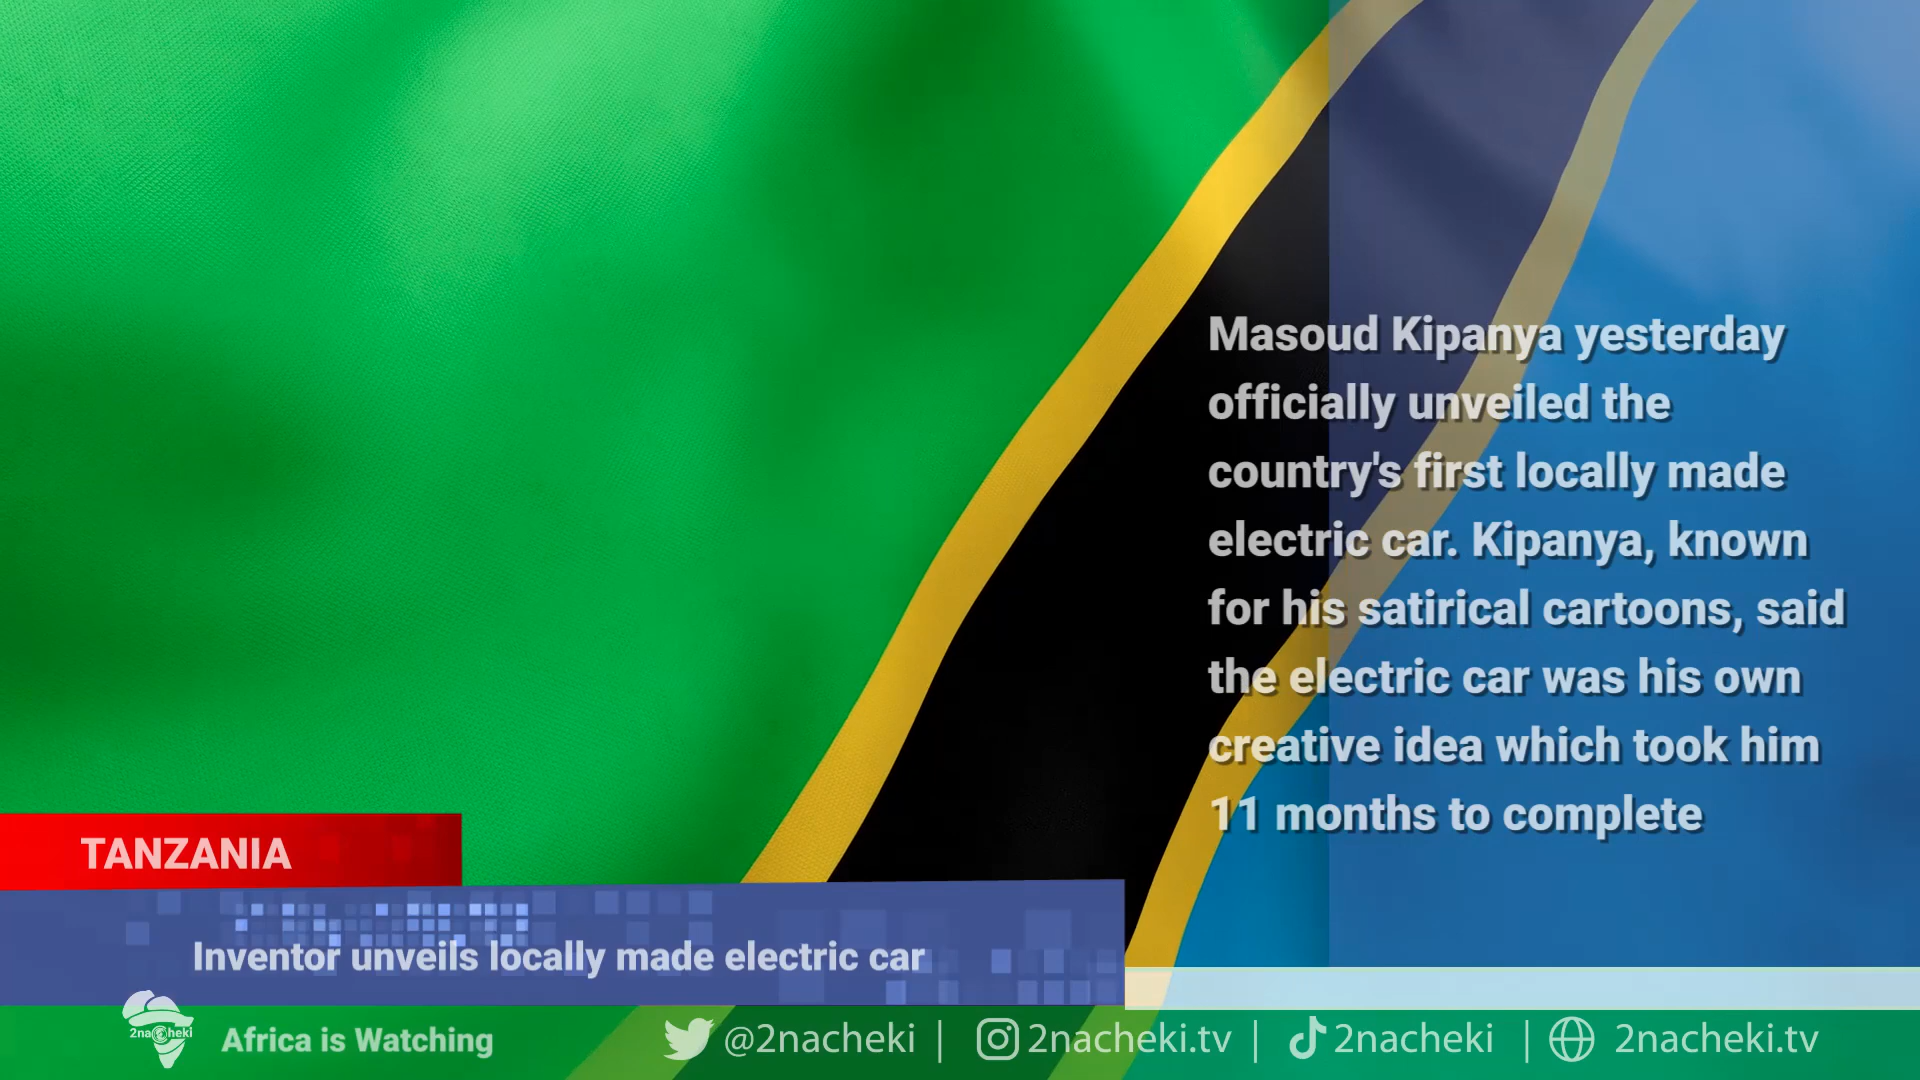 Masoud Kipanya yesterday
officially unveiled the
country's first locally made
electric car. Kipanya, known
for his satirical cartoons, said
the electric car was his own
creative idea which took him
11 months to complete
TANZANIA
Inventor unveils locally made electric car
2nacheki
Africa is Watching
@2nacheki | 2nacheki.tv | 2nacheki | 2nacheki.tv